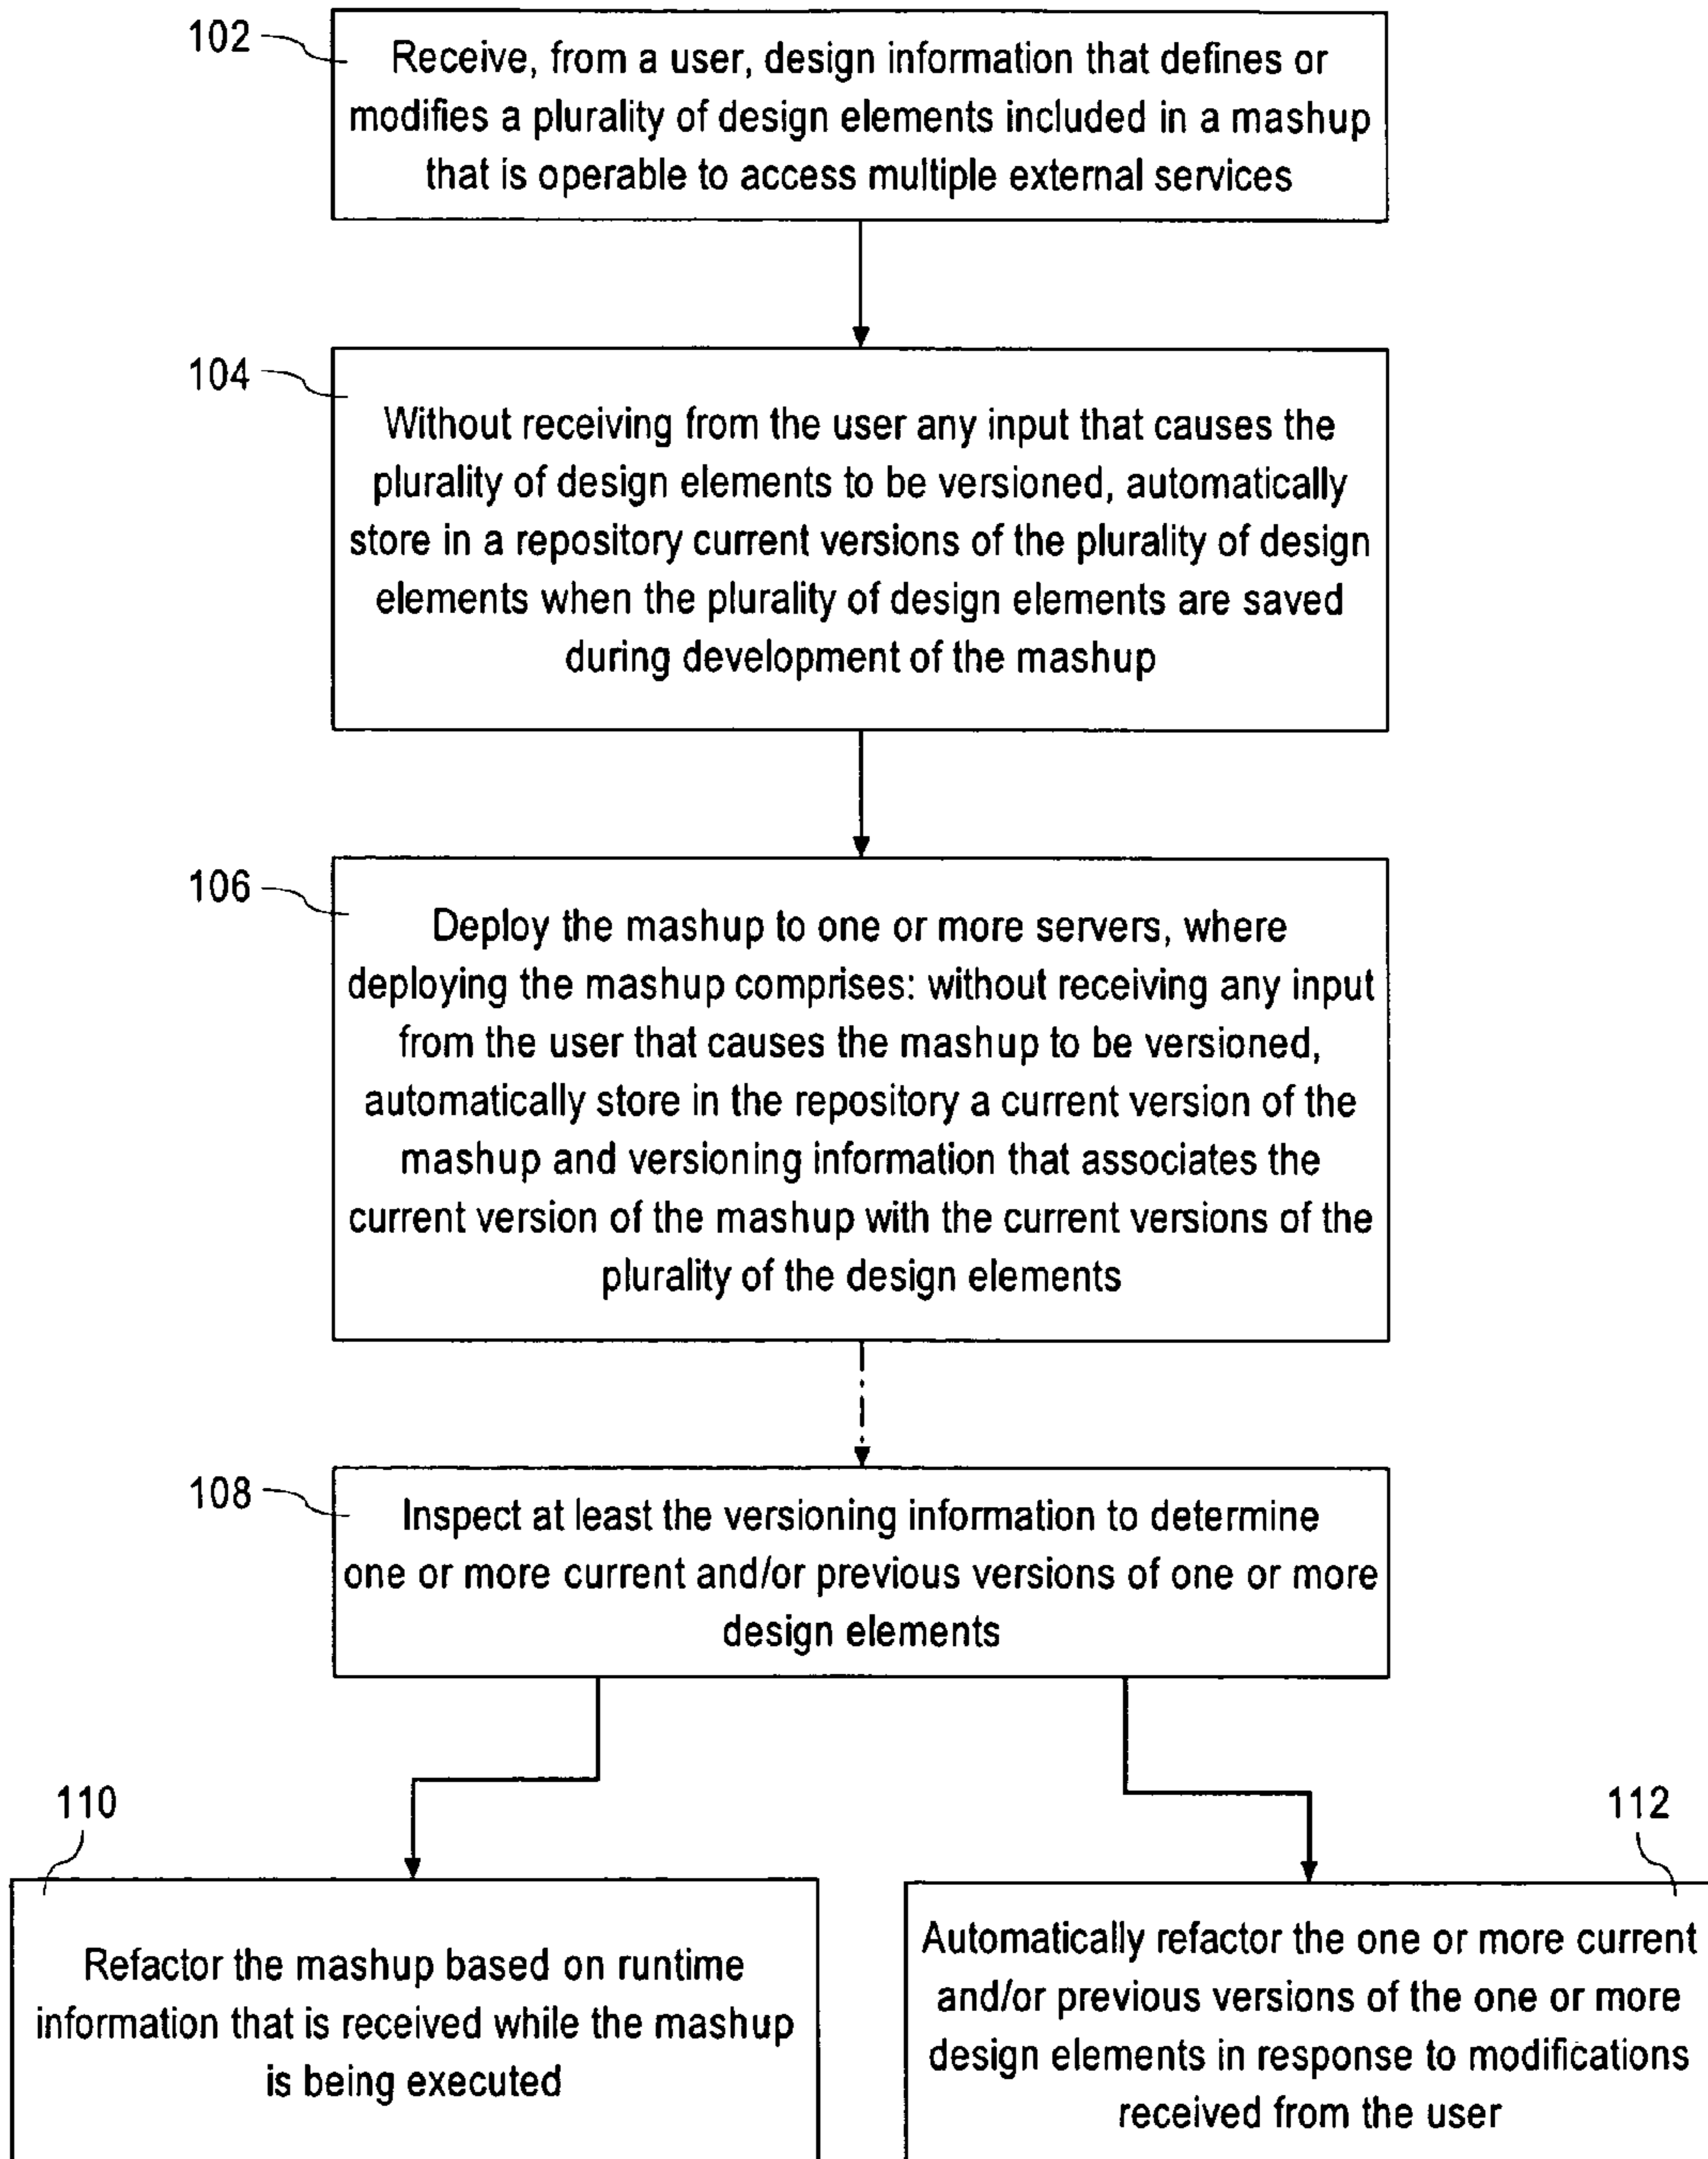 102
Receive, from a user, design information that defines or
modifies a plurality of design elements included in a mashup
that is operable to access multiple external services
104
Without receiving from the user any input that causes the
plurality of design elements to be versioned, automatically
store in a repository current versions of the plurality of design
elements when the plurality of design elements are saved
during development of the mashup
106
Deploy the mashup to one or more servers, where
deploying the mashup comprises: without receiving any input
from the user that causes the mashup to be versioned,
automatically store in the repository a current version of the
mashup and versioning information that associates the
current version of the mashup with the current versions of the
plurality of the design elements
108
Inspect at least the versioning information to determine
one or more current and/or previous versions of one or more
design elements
110
Refactor the mashup based on runtime
information that is received while the mashup
is being executed
112
Automatically refactor the one or more current
and/or previous versions of the one or more
design elements in response to modifications
received from the user